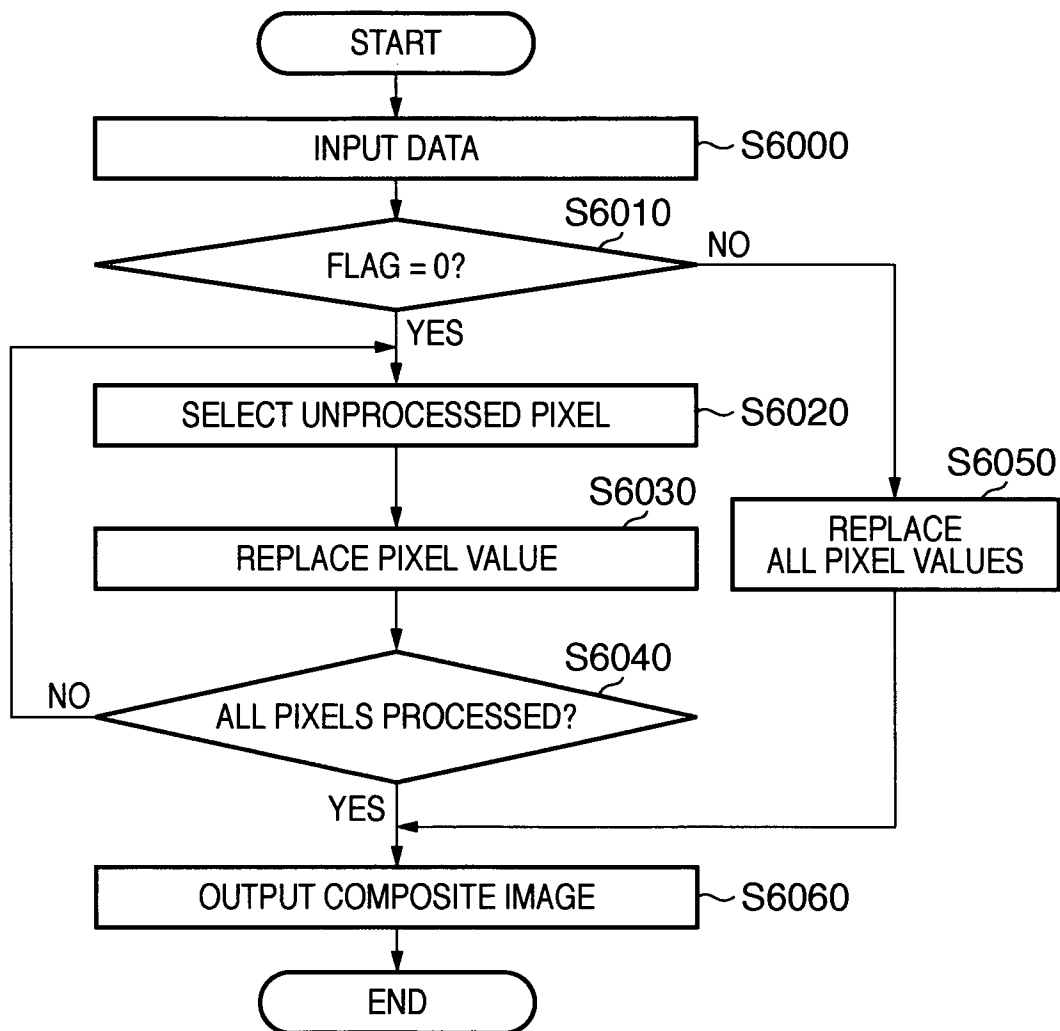 START
INPUT DATA
S6000
S6010
FLAG = 0?
NO
YES
SELECT UNPROCESSED PIXEL
S6020
S6030
REPLACE PIXEL VALUE
S6050
REPLACE
ALL PIXEL VALUES
S6040
NO
ALL PIXELS PROCESSED?
YES
OUTPUT COMPOSITE IMAGE
S6060
END